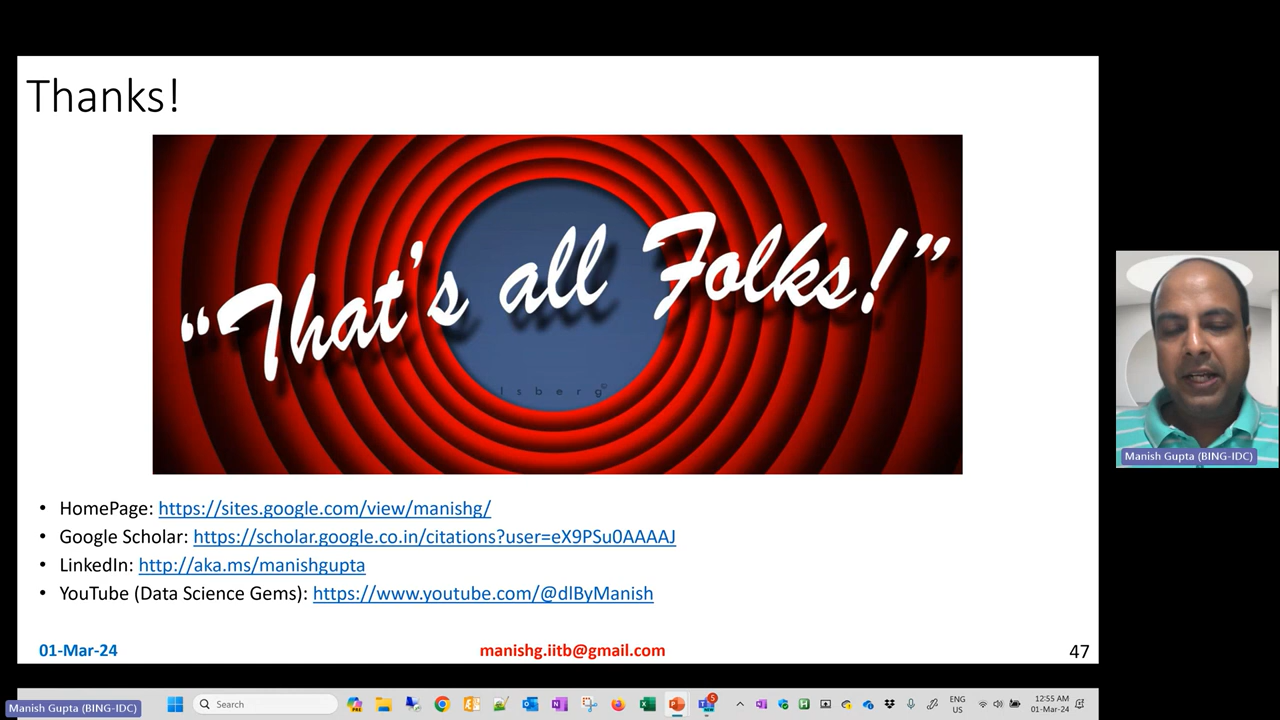 Thanks!
“That's all Folks!”
l s b e r g ©
• HomePage: https://sites.google.com/view/manishg/
• Google Scholar: https://scholar.google.co.in/citations?user=eX9PSu0AAAAJ
• LinkedIn: http://aka.ms/manishgupta
• YouTube (Data Science Gems): https://www.youtube.com/@dlByManish
01-Mar-24
manishg.iitb@gmail.com
47
Manish Gupta (BING-IDC)
Manish Gupta (BING-IDC)
Search
5
ENG
US
12:55 AM
01-Mar-24